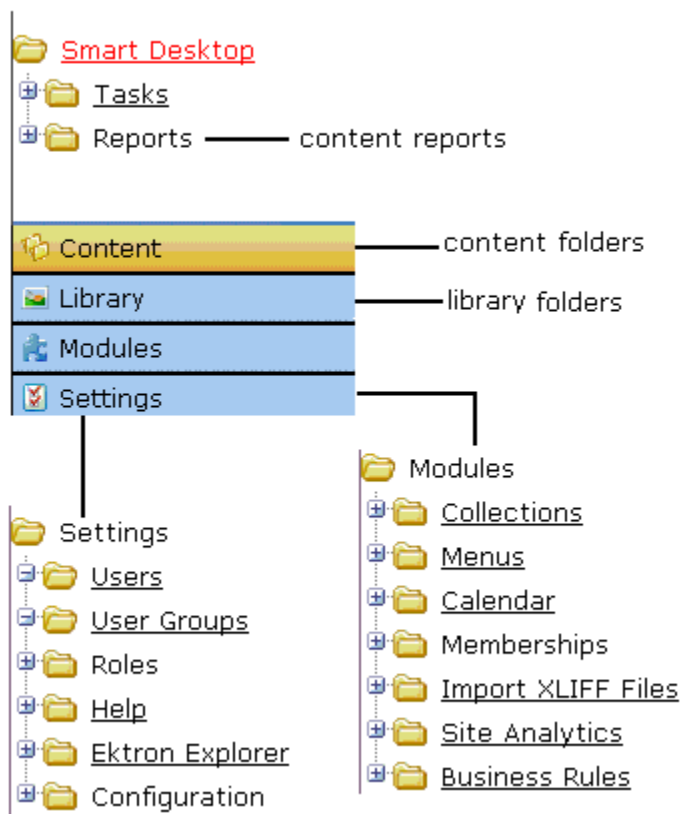 Smart Desktop
Tasks
Reports content reports
Content content folders
Library library folders
Modules
Settings
Settings
Users
User Groups
Roles
Help
Ektron Explorer
Configuration
Modules
Collections
Menus
Calendar
Memberships
Import XLIFF Files
Site Analytics
Business Rules